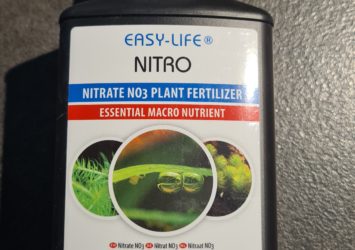 EASY-LIFE®
NITRO
NITRATE NO3 PLANT FERTILIZER
ESSENTIAL MACRO NUTRIENT
Nitrate NO3 Nitrat NO3 Nitraat NO3